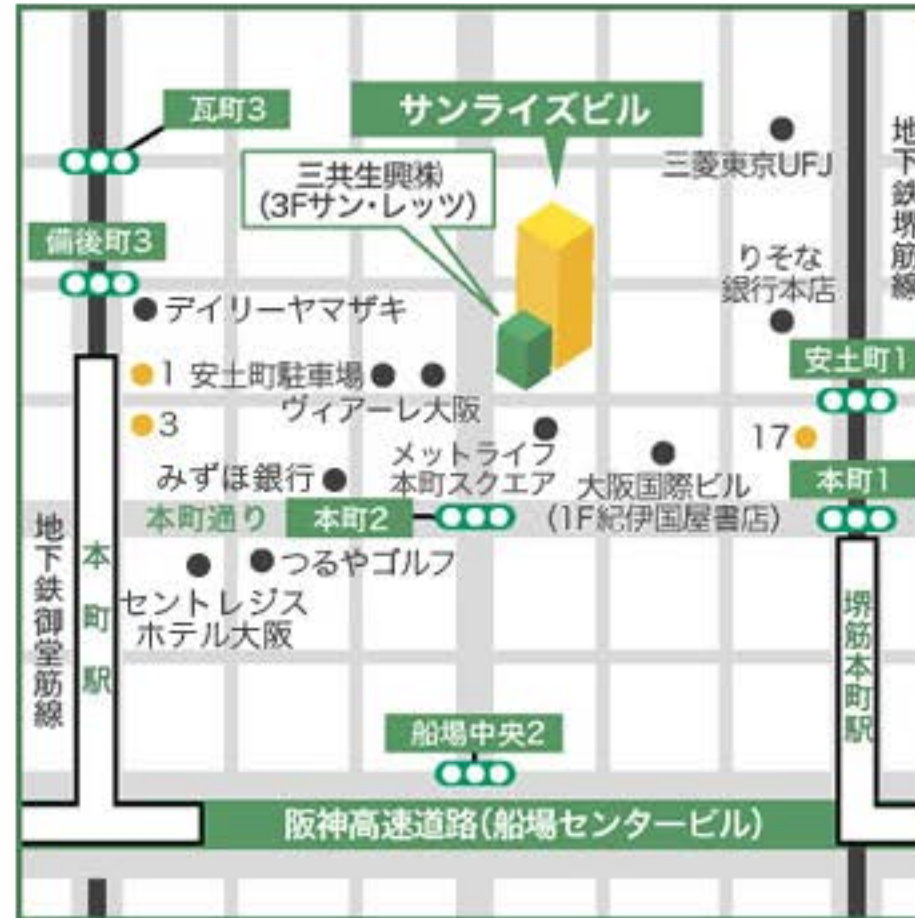 瓦町3
サンライズビル
三菱東京UFJ
地下鉄堺筋線
三共生興㈱
(3Fサン・レッツ)
備後町3
りそな
銀行本店
デイリーヤマザキ
安土町1
1
安土町駐車場
ヴィアーレ大阪
3
17
メットライフ
本町スクエア
みずほ銀行
大阪国際ビル
(1F紀伊国屋書店)
本町1
本町通り
本町2
地下鉄御堂筋線
本町駅
つるやゴルフ
セントレジス
ホテル大阪
堺筋本町駅
船場中央2
阪神高速道路(船場センタービル)